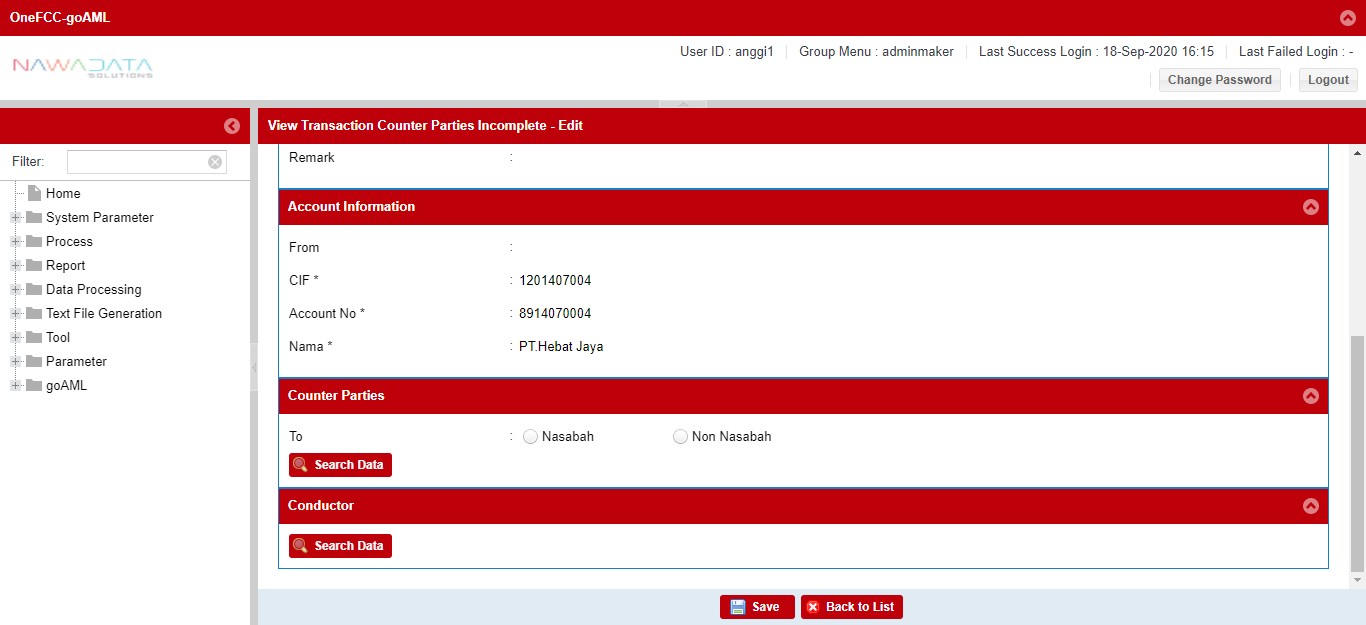 OneFCC-goAML
User ID : anggi1 Group Menu : adminmaker Last Success Login : 18-Sep-2020 16:15 Last Failed Login : -
NAWADATA
SOLUTIONS
Change Password Logout
View Transaction Counter Parties Incomplete - Edit
Filter:
Home
System Parameter
Process
Report
Data Processing
Text File Generation
Tool
Parameter
goAML
Remark :
Account Information
From :
CIF * : 1201407004
Account No * : 8914070004
Nama * : PT.Hebat Jaya
Counter Parties
To : Nasabah Non Nasabah
Search Data
Conductor
Search Data
Save Back to List